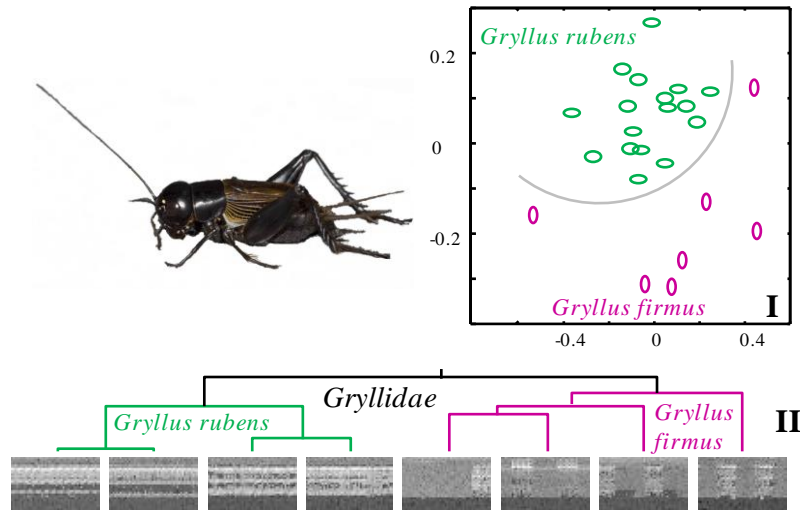 Gryllus rubens
0.2
0
-0.2
Gryllus firmus
I
-0.4
0
0.4
Gryllidae
Gryllus rubens
Gryllus
firmus
II